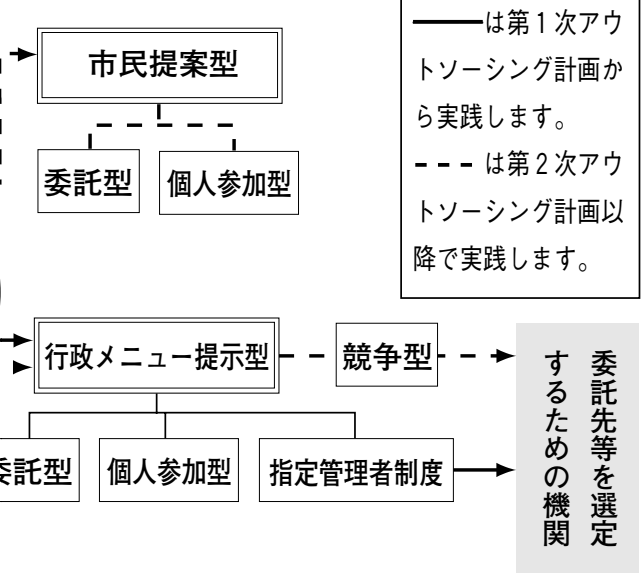 市民提案型
委託型
個人参加型
は第1次アウ
トソーシング計画か
ら実践します。
は第2次アウ
トソーシング計画以
降で実践します。
行政メニュー提示型
競争型
委託型
個人参加型
指定管理者制度
委託先等を選定
するための機関